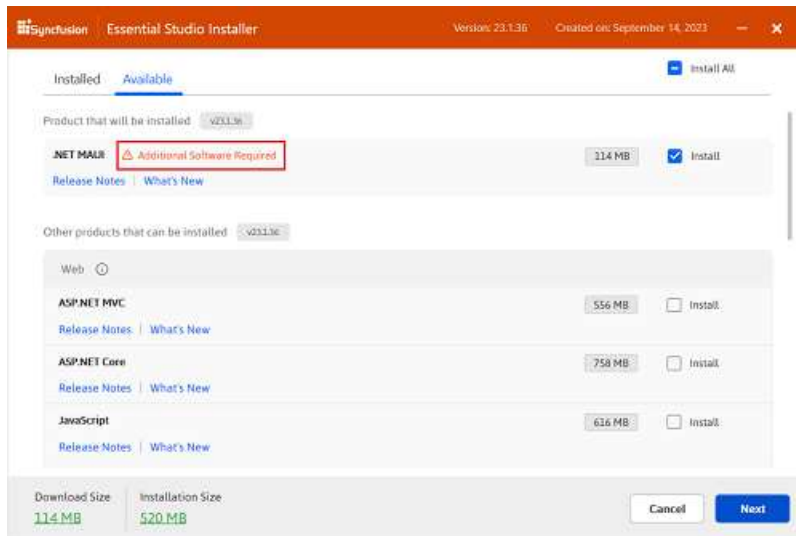 Syncfusion Essential Studio Installer Version: 23.1.36 Created on: September 14, 2023
Installed Available Install All
Product that will be installed v23.1.36
.NET MAUI Additional Software Required 114 MB Install
Release Notes | What's New
Other products that can be installed v23.1.36
Web
ASP.NET MVC 556 MB Install
Release Notes | What's New
ASP.NET Core 758 MB Install
Release Notes | What's New
JavaScript 616 MB Install
Release Notes | What's New
Download Size Installation Size
114 MB 520 MB
Cancel Next